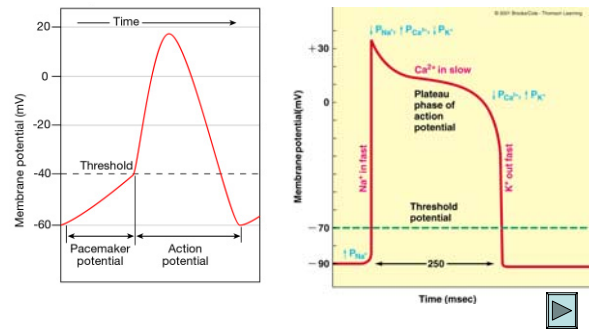 Time
20
0
-20
-40
-60
Membrane potential (mV)
Threshold
Pacemaker
potential
Action
potential
© 2001 Brooks/Cole - Thomson Learning
↓PNa⁺, ↑PCa²⁺, ↓PK⁺
+30
0
−70
−90
Membrane potential (mV)
Ca²⁺ in slow
Plateau
phase of
action
potential
↓PCa²⁺, ↑PK⁺
Na⁺ in fast
K⁺ out fast
Threshold
potential
↑PNa⁺
250
Time (msec)